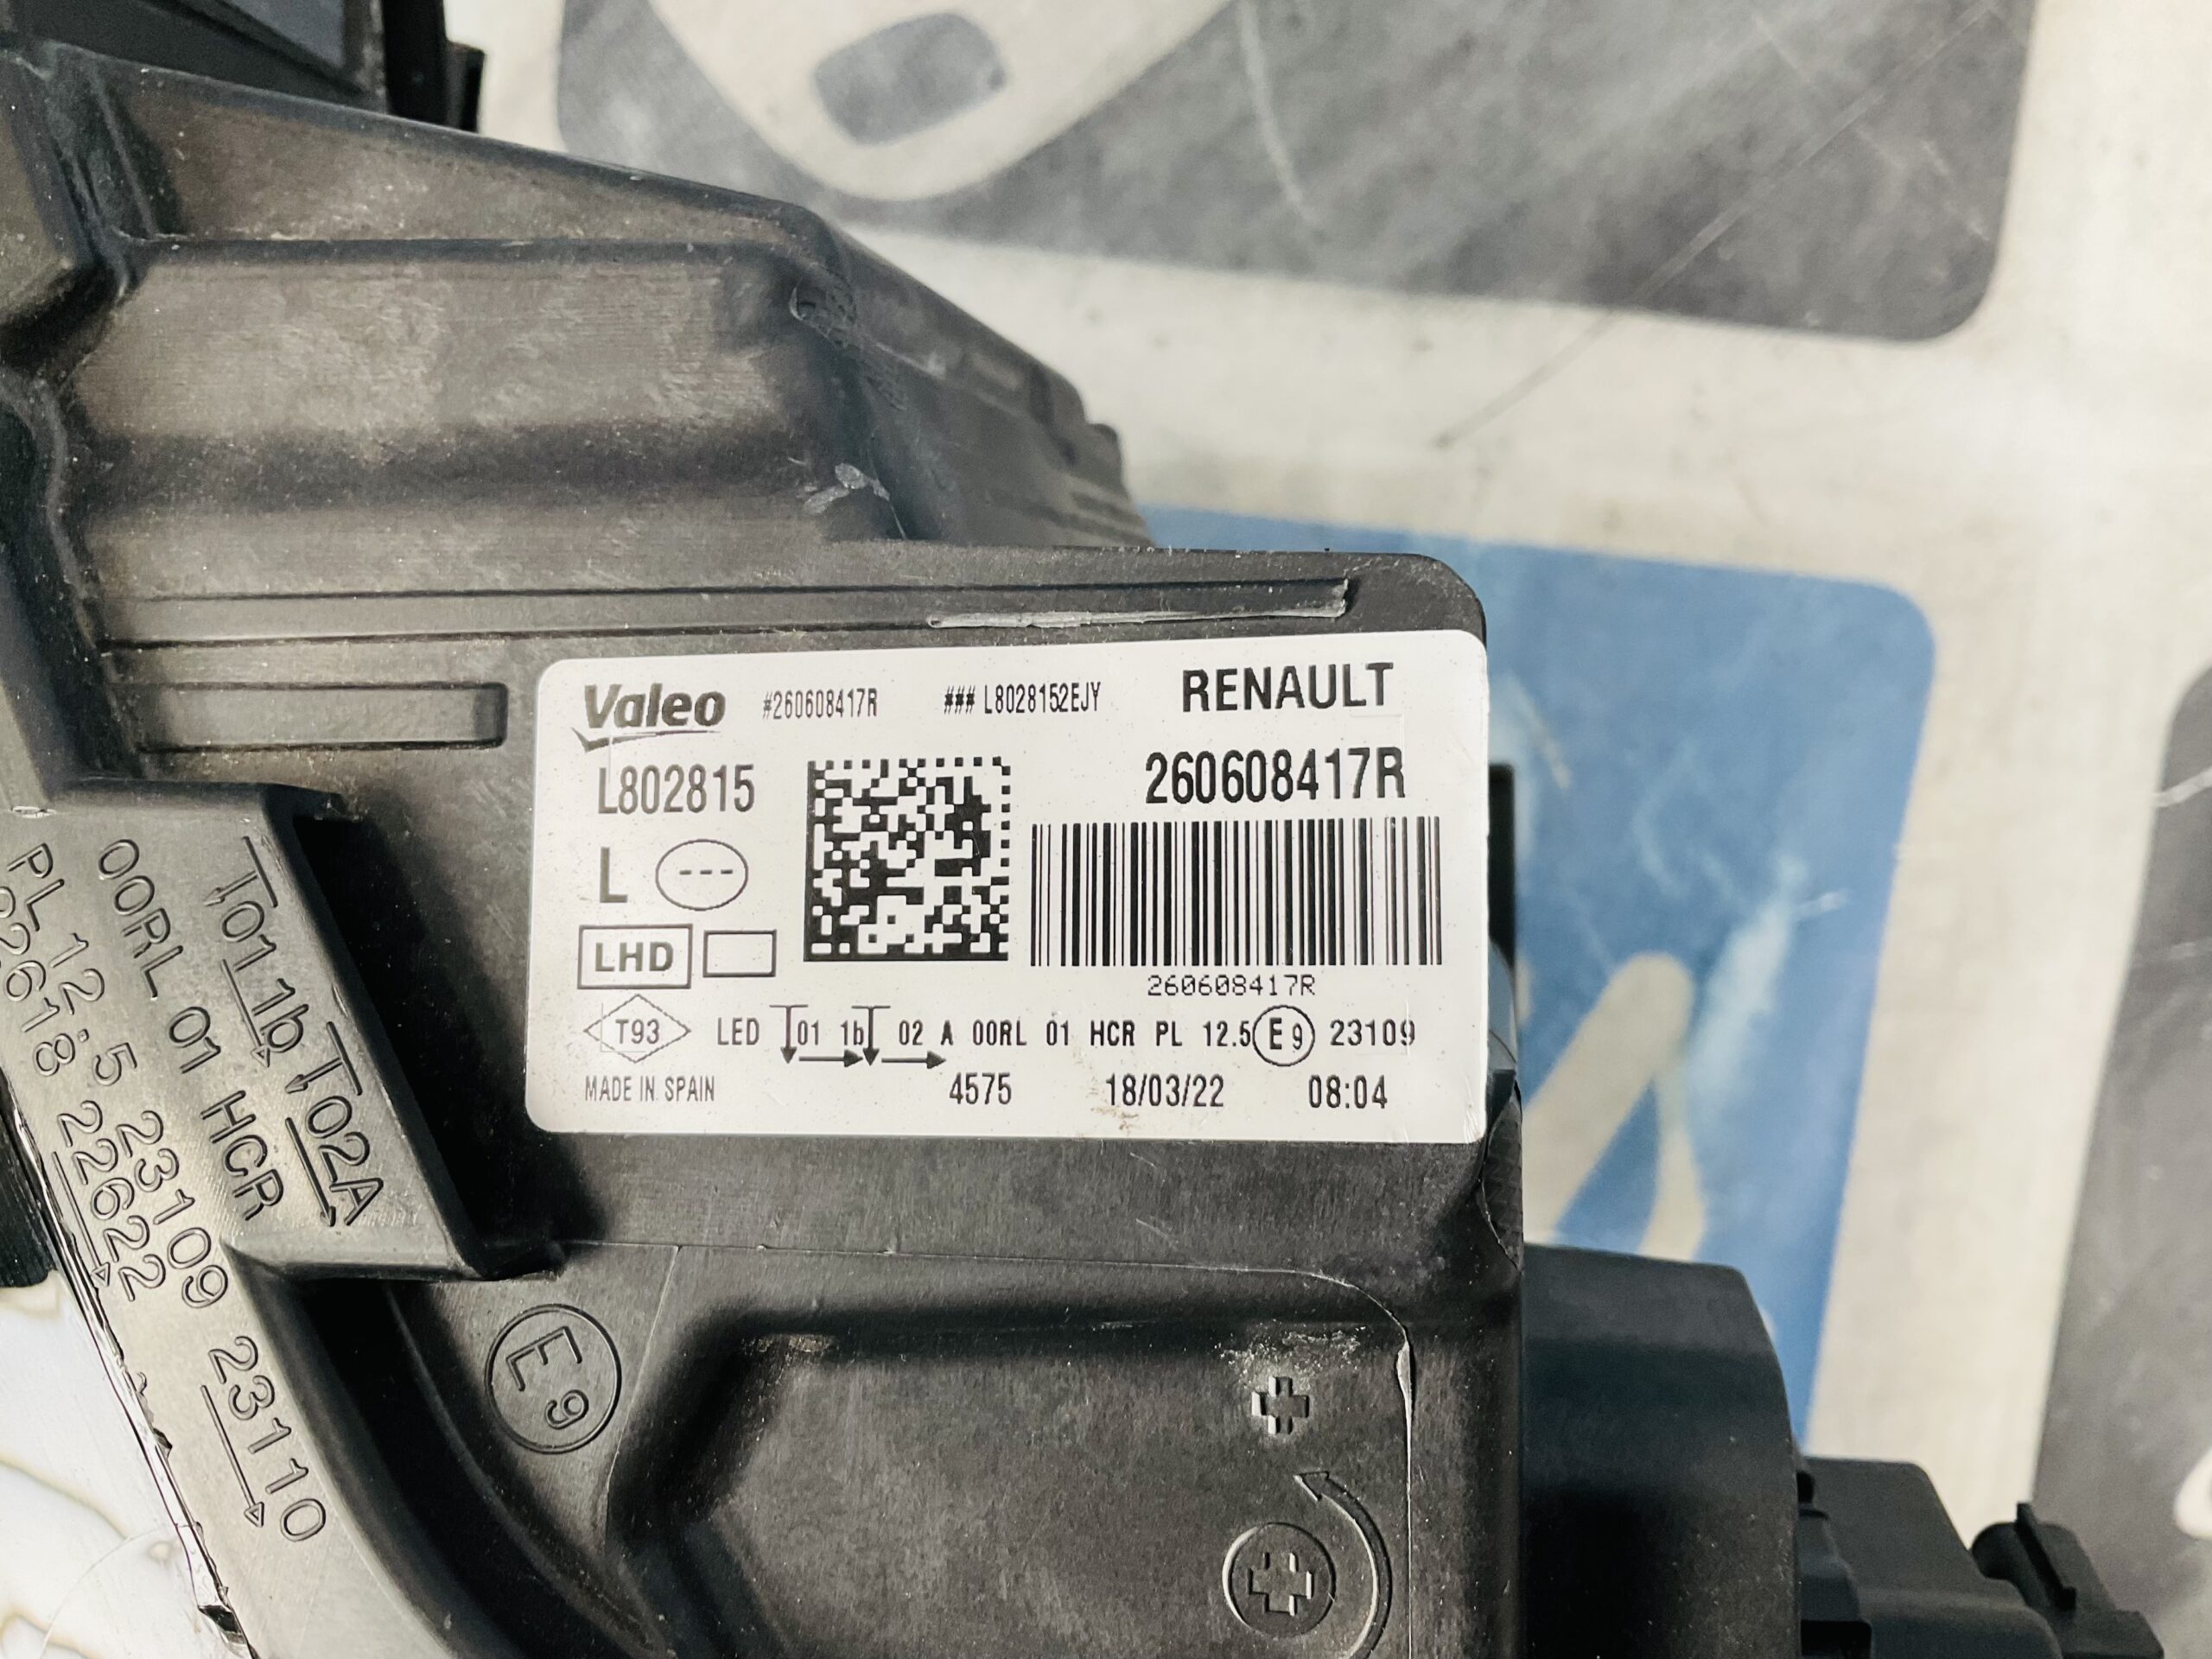 Valeo #260608417R ### L8028152EJY RENAULT
L802815 260608417R
L ---
LHD
260608417R
T93 LED 01 1b 02 A 00RL 01 HCR PL 12.5 E9 23109
MADE IN SPAIN 4575 18/03/22 08:04
T01 1b T02A
00RL 01 HCR
PL 12.5 23109 23110
22618 22622
E9